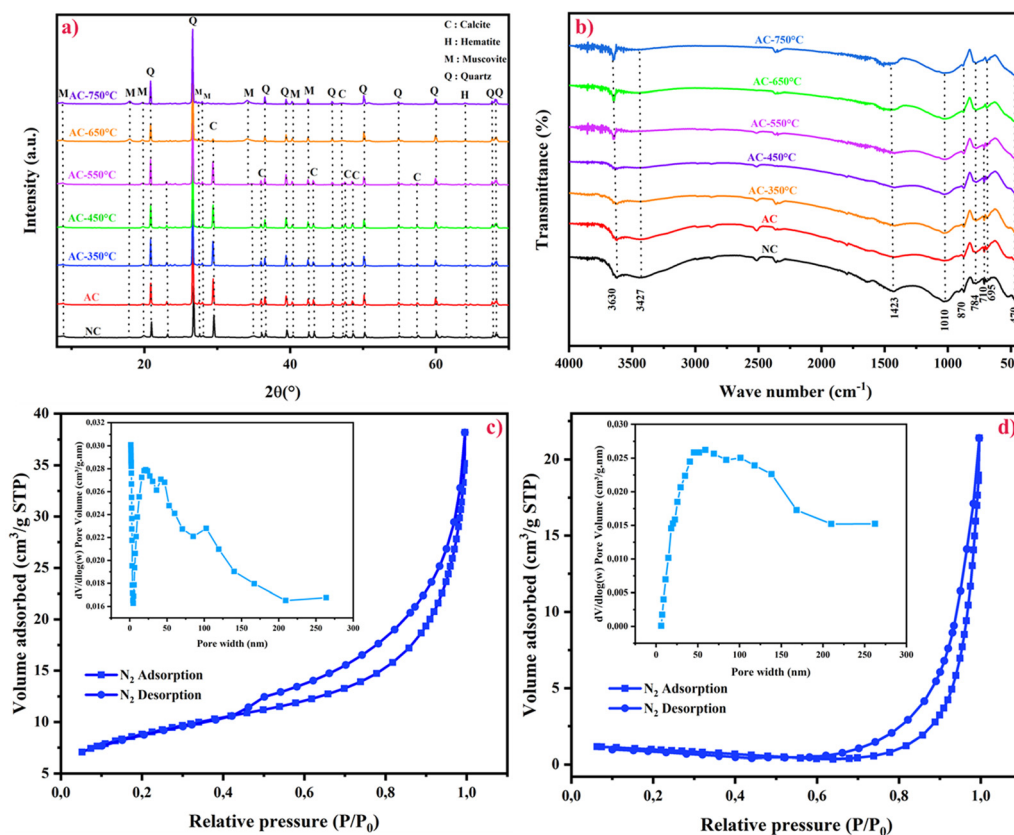 a)
C : Calcite
H : Hematite
M : Muscovite
Q : Quartz
Q
Q
M M M M M M Q Q M M Q C Q Q Q H Q Q
AC-750°C
AC-650°C
C
AC-550°C
C C C C C
AC-450°C
AC-350°C
AC
NC
Intensity (a.u.)
20 40 60
2θ(°)
b)
AC-750°C
AC-650°C
AC-550°C
AC-450°C
AC-350°C
AC
NC
3630 3427 1423 1010 870 784 710 695 470
Transmittance (%)
4000 3500 3000 2500 2000 1500 1000 500
Wave number (cm⁻¹)
c)
40
35
30
25
20
15
10
5
Volume adsorbed (cm³/g STP)
0,030
0,028
0,026
0,024
0,022
0,020
0,018
0,016
dV/dlog(w) Pore Volume (cm³/g.nm)
0 50 100 150 200 250 300
Pore width (nm)
N₂ Adsorption
N₂ Desorption
0,0 0,2 0,4 0,6 0,8 1,0
Relative pressure (P/P₀)
d)
20
15
10
5
0
Volume adsorbed (cm³/g STP)
0,030
0,025
0,020
0,015
0,010
0,005
0,000
dV/dlog(w) Pore Volume (cm³/g.nm)
0 50 100 150 200 250 300
Pore width (nm)
N₂ Adsorption
N₂ Desorption
0,0 0,2 0,4 0,6 0,8 1,0
Relative pressure (P/P₀)